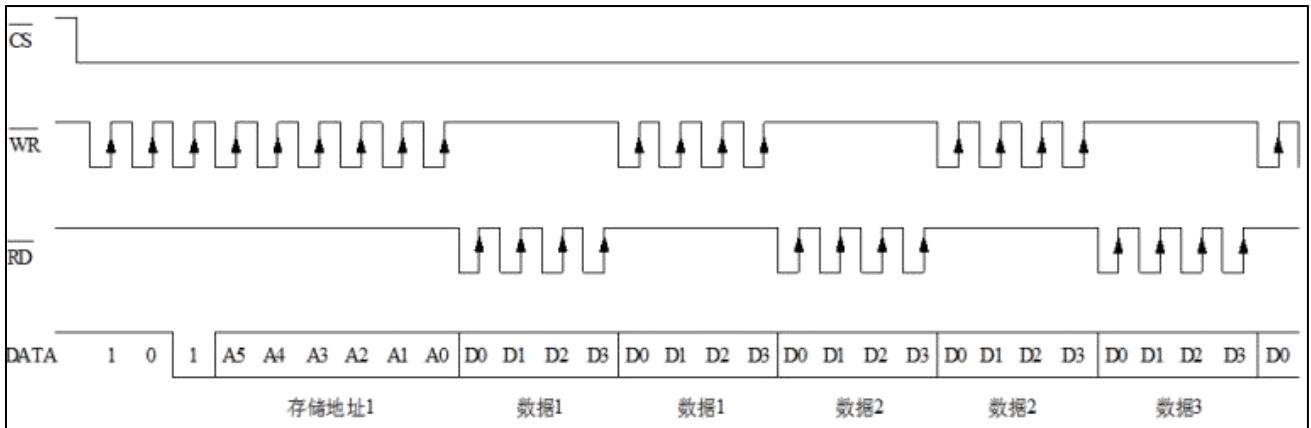 CS
WR
RD
DATA 1 0 1 A5 A4 A3 A2 A1 A0 D0 D1 D2 D3 D0 D1 D2 D3 D0 D1 D2 D3 D0 D1 D2 D3 D0 D1 D2 D3 D0
存储地址1 数据1 数据1 数据2 数据2 数据3